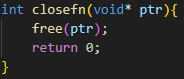 int closefn(void* ptr){
    free(ptr);
    return 0;
}